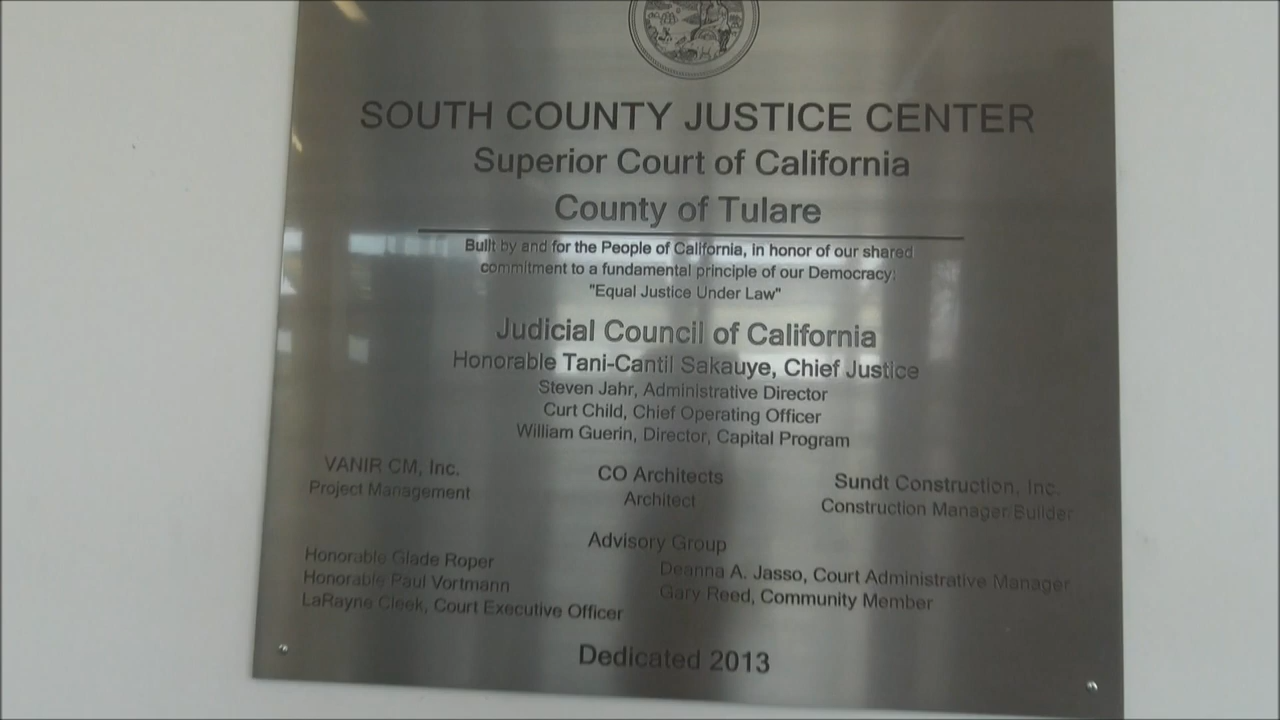 SOUTH COUNTY JUSTICE CENTER
Superior Court of California
County of Tulare
Built by and for the People of California, in honor of our shared
commitment to a fundamental principle of our Democracy:
"Equal Justice Under Law"
Judicial Council of California
Honorable Tani-Cantil Sakauye, Chief Justice
Steven Jahr, Administrative Director
Curt Child, Chief Operating Officer
William Guerin, Director, Capital Program
VANIR CM, Inc.
Project Management
CO Architects
Architect
Sundt Construction, Inc.
Construction Manager Builder
Advisory Group
Honorable Glade Roper
Honorable Paul Vortmann
LaRayne Cleek, Court Executive Officer
Deanna A. Jasso, Court Administrative Manager
Gary Reed, Community Member
Dedicated 2013